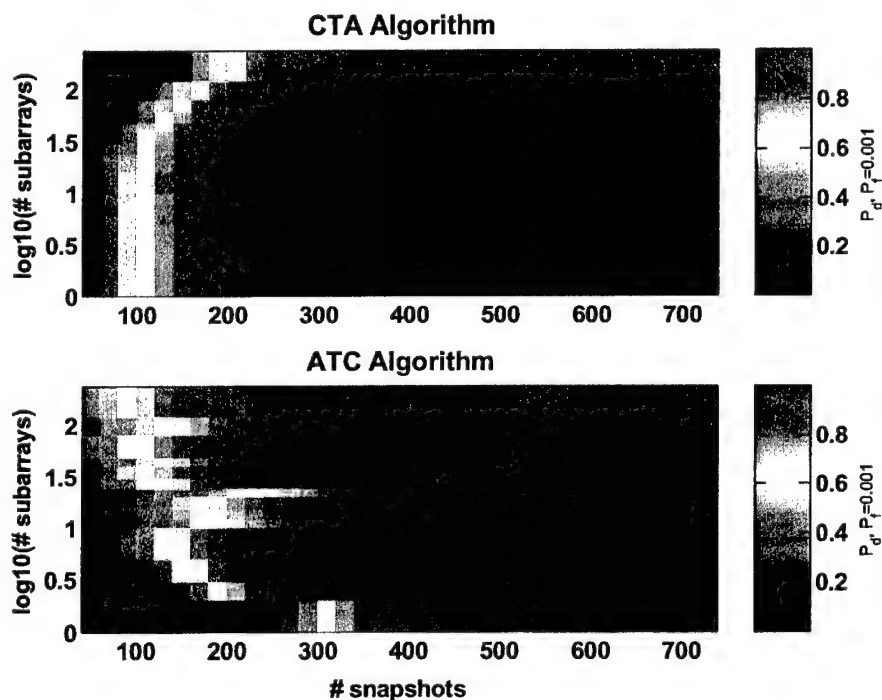 CTA Algorithm
log10(# subarrays)
2
1.5
1
0.5
0
100 200 300 400 500 600 700
0.8
0.6
0.4
0.2
P_d, P_f=0.001
ATC Algorithm
log10(# subarrays)
2
1.5
1
0.5
0
100 200 300 400 500 600 700
# snapshots
0.8
0.6
0.4
0.2
P_d, P_f=0.001